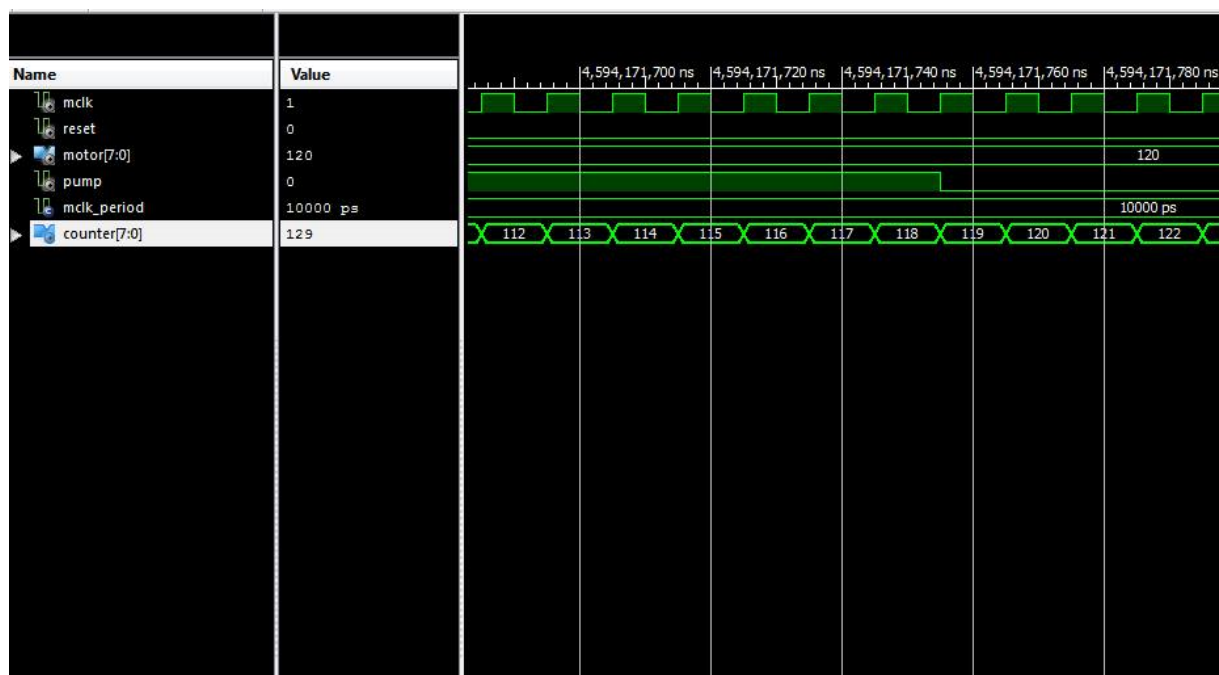 Name Value 4,594,171,700 ns 4,594,171,720 ns 4,594,171,740 ns 4,594,171,760 ns 4,594,171,780 ns
mclk 1
reset 0
motor[7:0] 120 120
pump 0
mclk_period 10000 ps 10000 ps
counter[7:0] 129 112 113 114 115 116 117 118 119 120 121 122